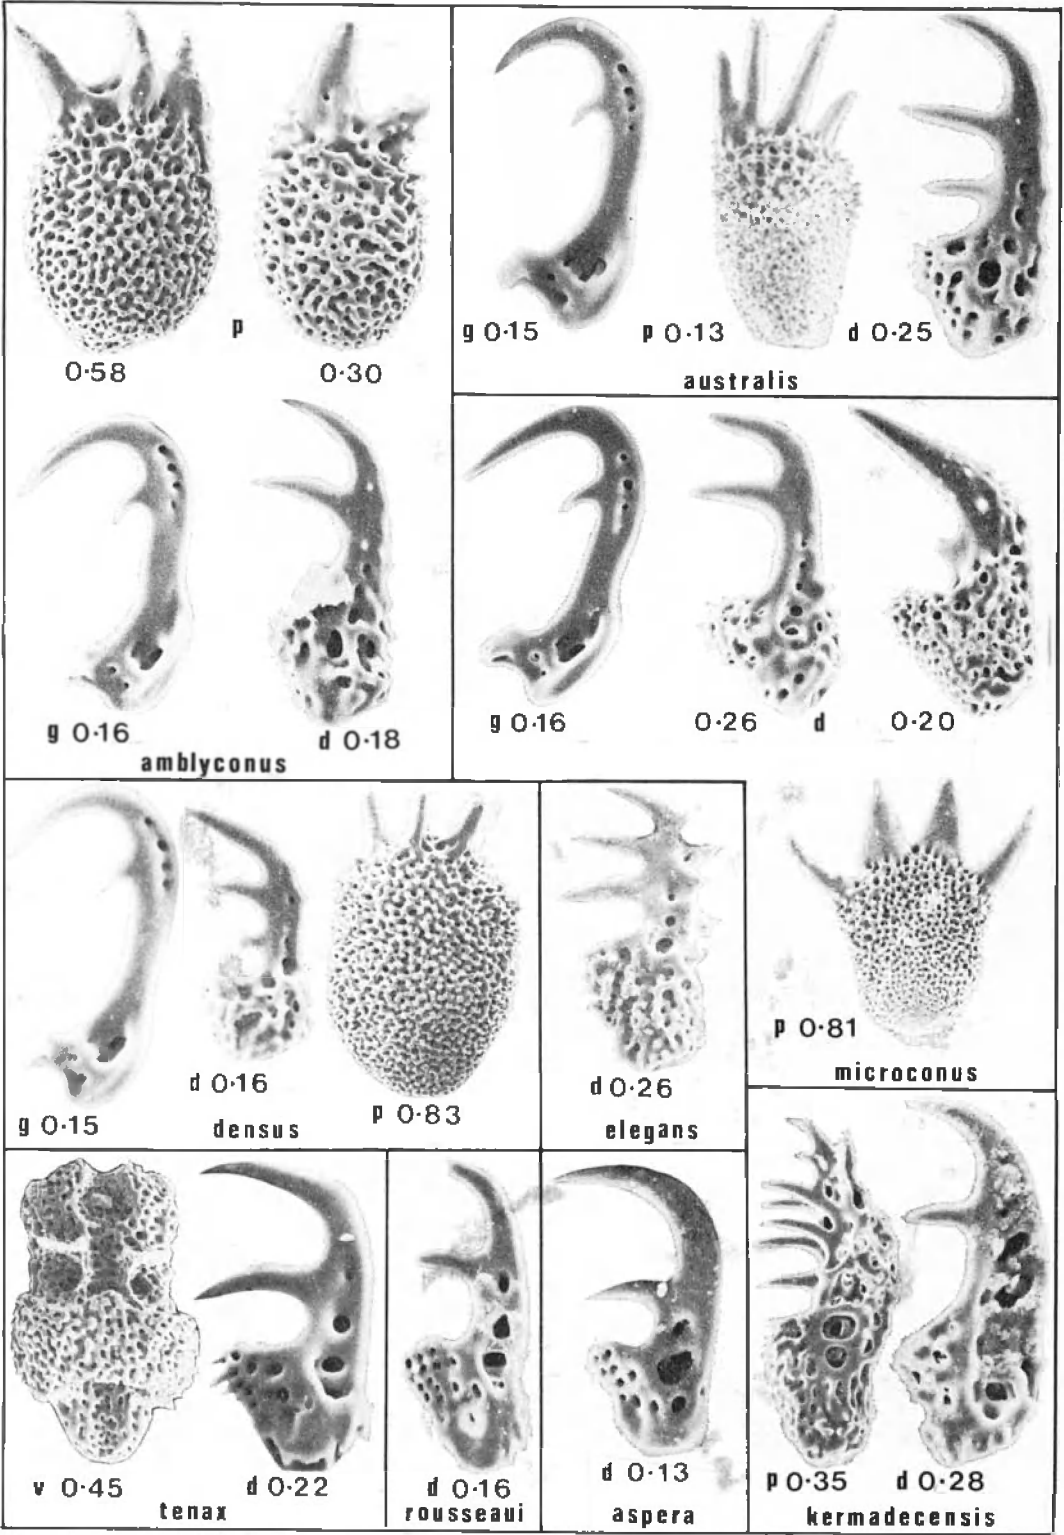 p
0·58 0·30
g 0·15 p 0·13 d 0·25
australis
g 0·16 d 0·18
amblyconus
g 0·16 0·26 d 0·20
p 0·81
microconus
g 0·15 d 0·16 p 0·83
densus
d 0·26
elegans
v 0·45 d 0·22
tenax
d 0·16
rousseaui
d 0·13
aspera
p 0·35 d 0·28
kermadecensis